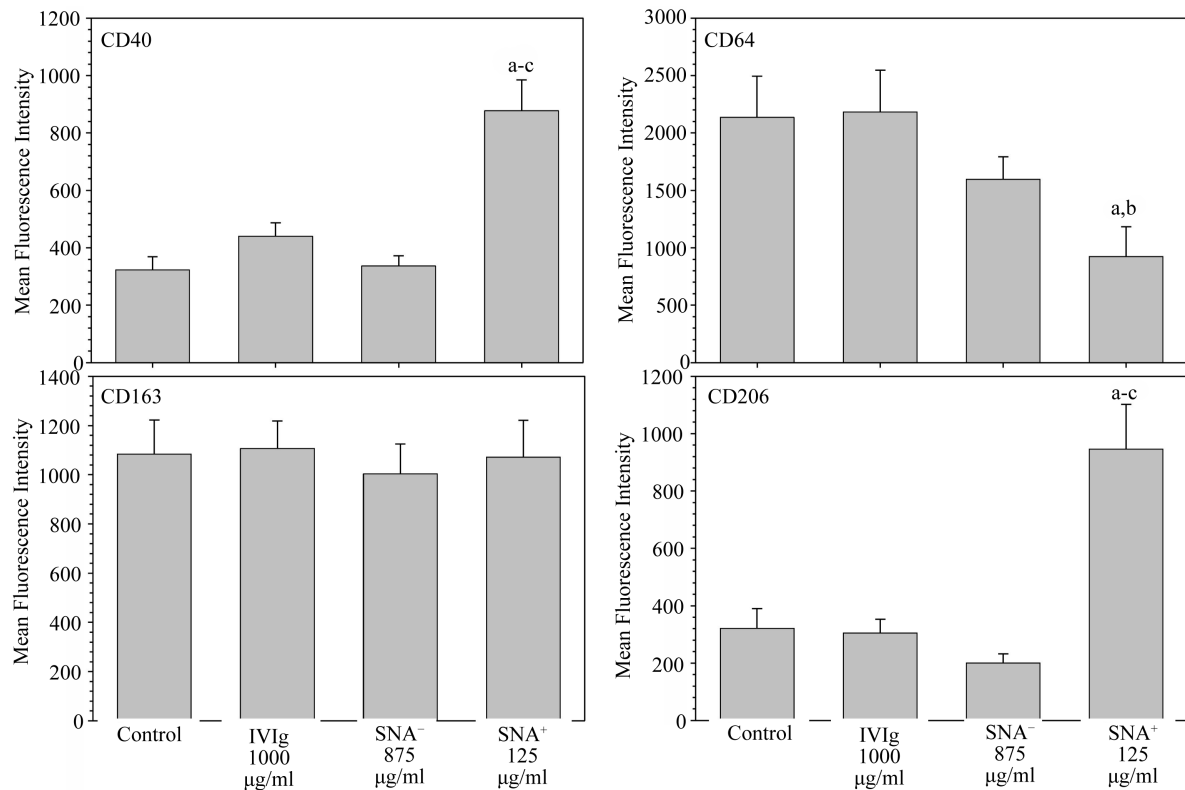 CD40
Mean Fluorescence Intensity
1200
1000
800
600
400
200
0
a-c
CD64
Mean Fluorescence Intensity
3000
2500
2000
1500
1000
500
0
a,b
CD163
Mean Fluorescence Intensity
1400
1200
1000
800
600
400
200
0
Control
IVIg
1000
μg/ml
SNA⁻
875
μg/ml
SNA⁺
125
μg/ml
CD206
Mean Fluorescence Intensity
1200
1000
800
600
400
200
0
a-c
Control
IVIg
1000
μg/ml
SNA⁻
875
μg/ml
SNA⁺
125
μg/ml